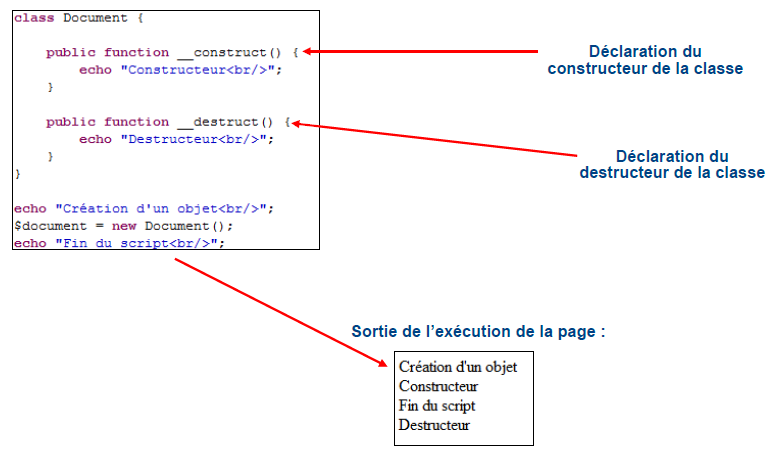 class Document {
public function __construct() {
echo "Constructeur<br/>";
}
public function __destruct() {
echo "Destructeur<br/>";
}
}
echo "Création d'un objet<br/>";
$document = new Document();
echo "Fin du script<br/>";
Déclaration du
constructeur de la classe
Déclaration du
destructeur de la classe
Sortie de l’exécution de la page :
Création d'un objet
Constructeur
Fin du script
Destructeur